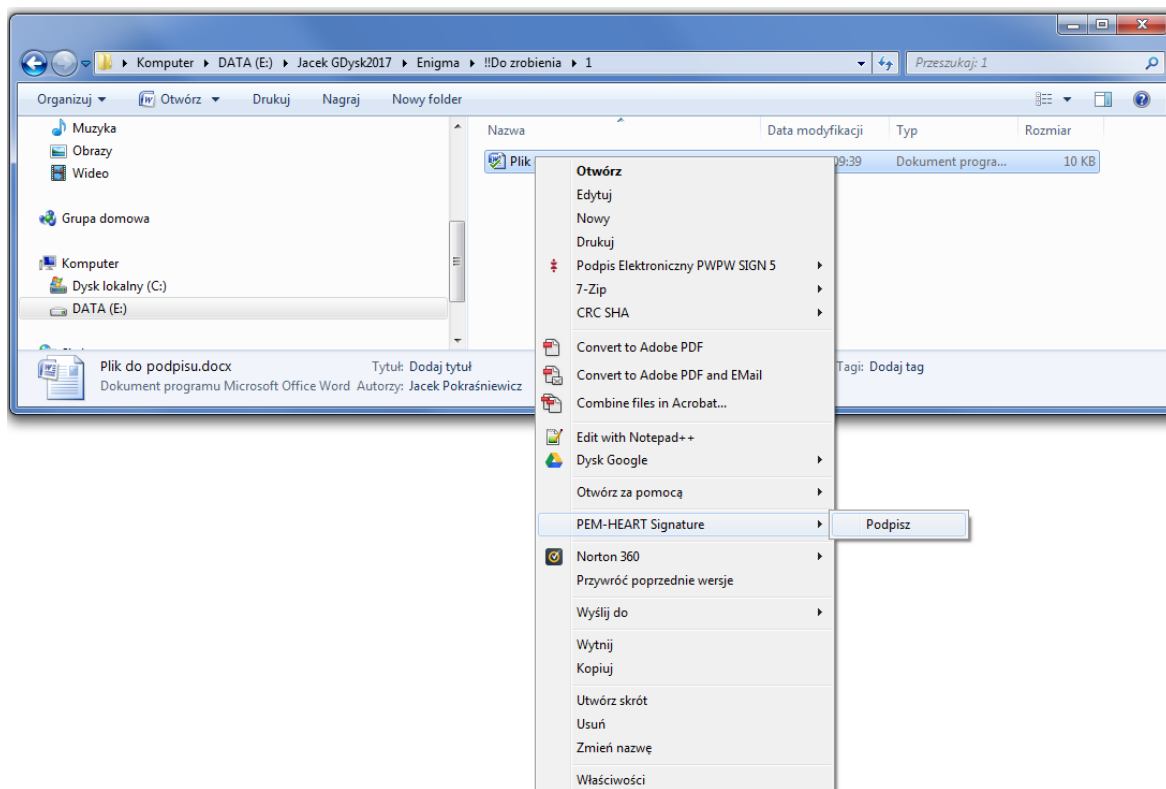 Komputer DATA (E:) Jacek GDysk2017 Enigma !!Do zrobienia 1
Przeszukaj: 1
Organizuj Otwórz Drukuj Nagraj Nowy folder
Muzyka
Obrazy
Wideo
Grupa domowa
Komputer
Dysk lokalny (C:)
DATA (E:)
Nazwa Data modyfikacji Typ Rozmiar
Plik 09:39 Dokument progra... 10 KB
Otwórz
Edytuj
Nowy
Drukuj
Podpis Elektroniczny PWPW SIGN 5
7-Zip
CRC SHA
Convert to Adobe PDF
Convert to Adobe PDF and EMail
Combine files in Acrobat...
Edit with Notepad++
Dysk Google
Otwórz za pomocą
PEM-HEART Signature
Podpisz
Norton 360
Przywróć poprzednie wersje
Wyślij do
Wytnij
Kopiuj
Utwórz skrót
Usuń
Zmień nazwę
Właściwości
Plik do podpisu.docx Tytuł: Dodaj tytuł Tagi: Dodaj tag
Dokument programu Microsoft Office Word Autorzy: Jacek Pokraśniewicz